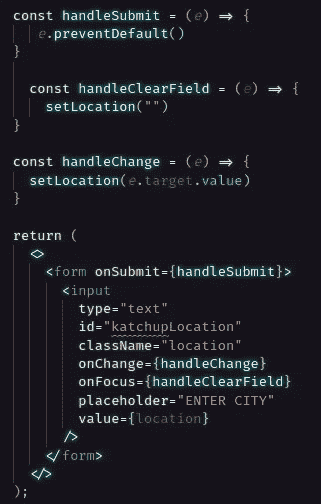 const handleSubmit = (e) => {
e.preventDefault()
}
const handleClearField = (e) => {
setLocation("")
}
const handleChange = (e) => {
setLocation(e.target.value)
}
return (
<>
<form onSubmit={handleSubmit}>
<input
type="text"
id="katchupLocation"
className="location"
onChange={handleChange}
onFocus={handleClearField}
placeholder="ENTER CITY"
value={location}
/>
</form>
</>
);